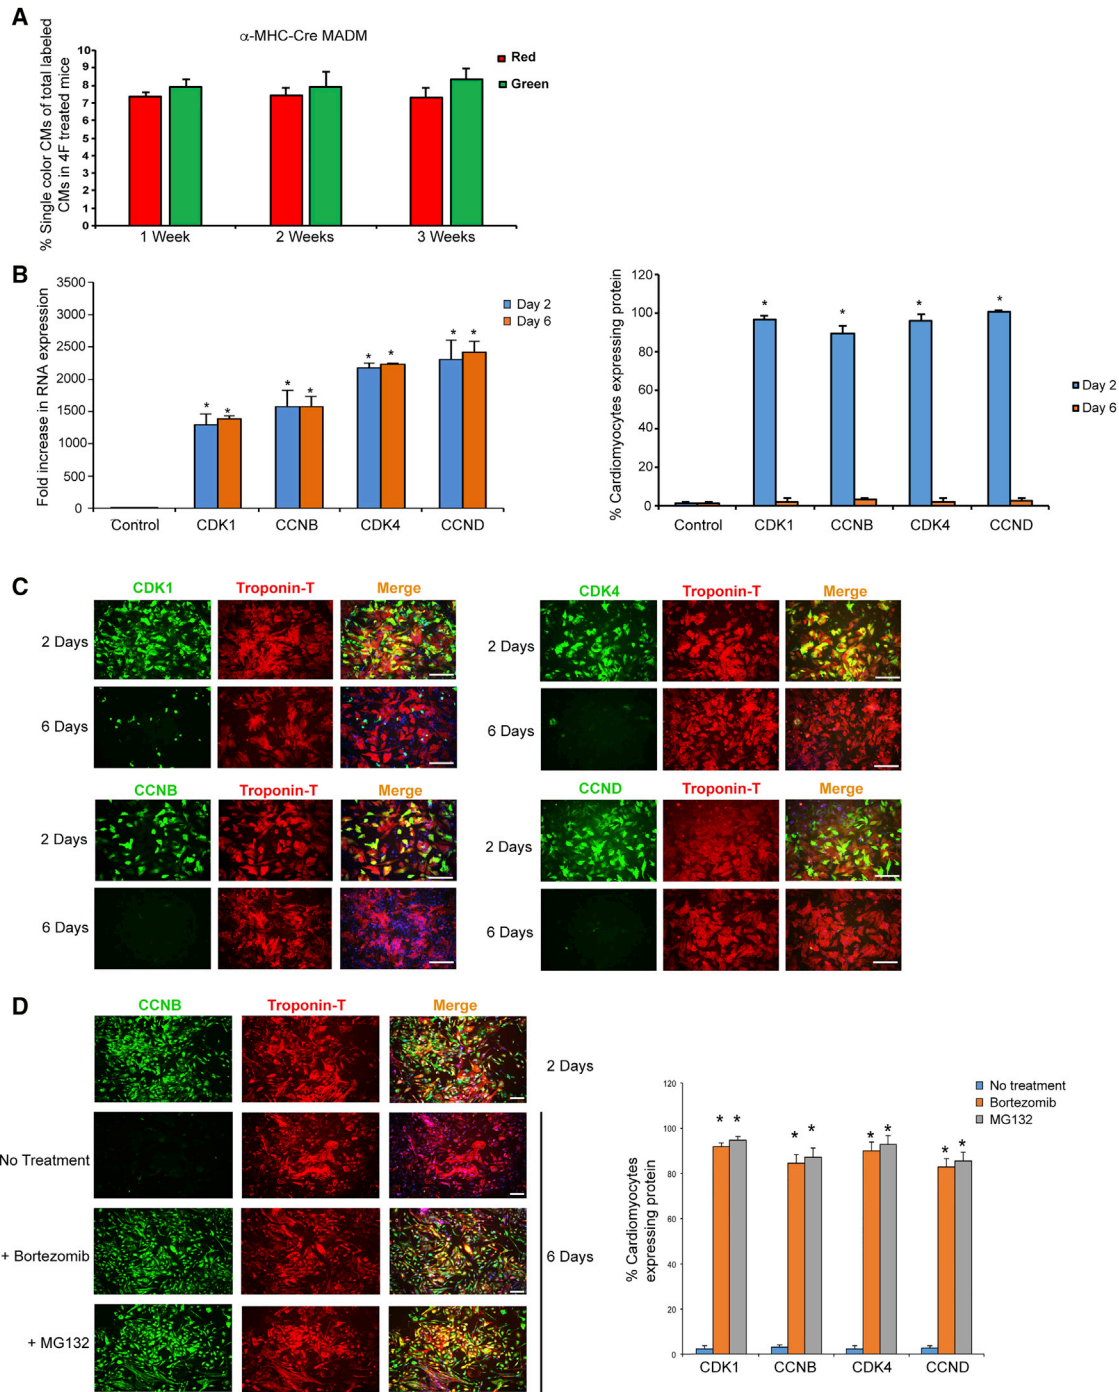 A
α-MHC-Cre MADM
% Single color CMs of total labeled
CMs in 4F treated mice
10
9
8
7
6
5
4
3
2
1
0
1 Week
2 Weeks
3 Weeks
Red
Green
B
Fold increase in RNA expression
3500
3000
2500
2000
1500
1000
500
0
* * * * * * * *
Control
CDK1
CCNB
CDK4
CCND
Day 2
Day 6
% Cardiomyocytes expressing protein
120
100
80
60
40
20
0
* * * *
Control
CDK1
CCNB
CDK4
CCND
Day 2
Day 6
C
CDK1 Troponin-T Merge
2 Days
6 Days
CCNB Troponin-T Merge
2 Days
6 Days
CDK4 Troponin-T Merge
2 Days
6 Days
CCND Troponin-T Merge
2 Days
6 Days
D
CCNB Troponin-T Merge
2 Days
No Treatment
+ Bortezomib
+ MG132
6 Days
% Cardiomyocytes
expressing protein
120
100
80
60
40
20
0
* * * * * * * *
CDK1
CCNB
CDK4
CCND
No treatment
Bortezomib
MG132